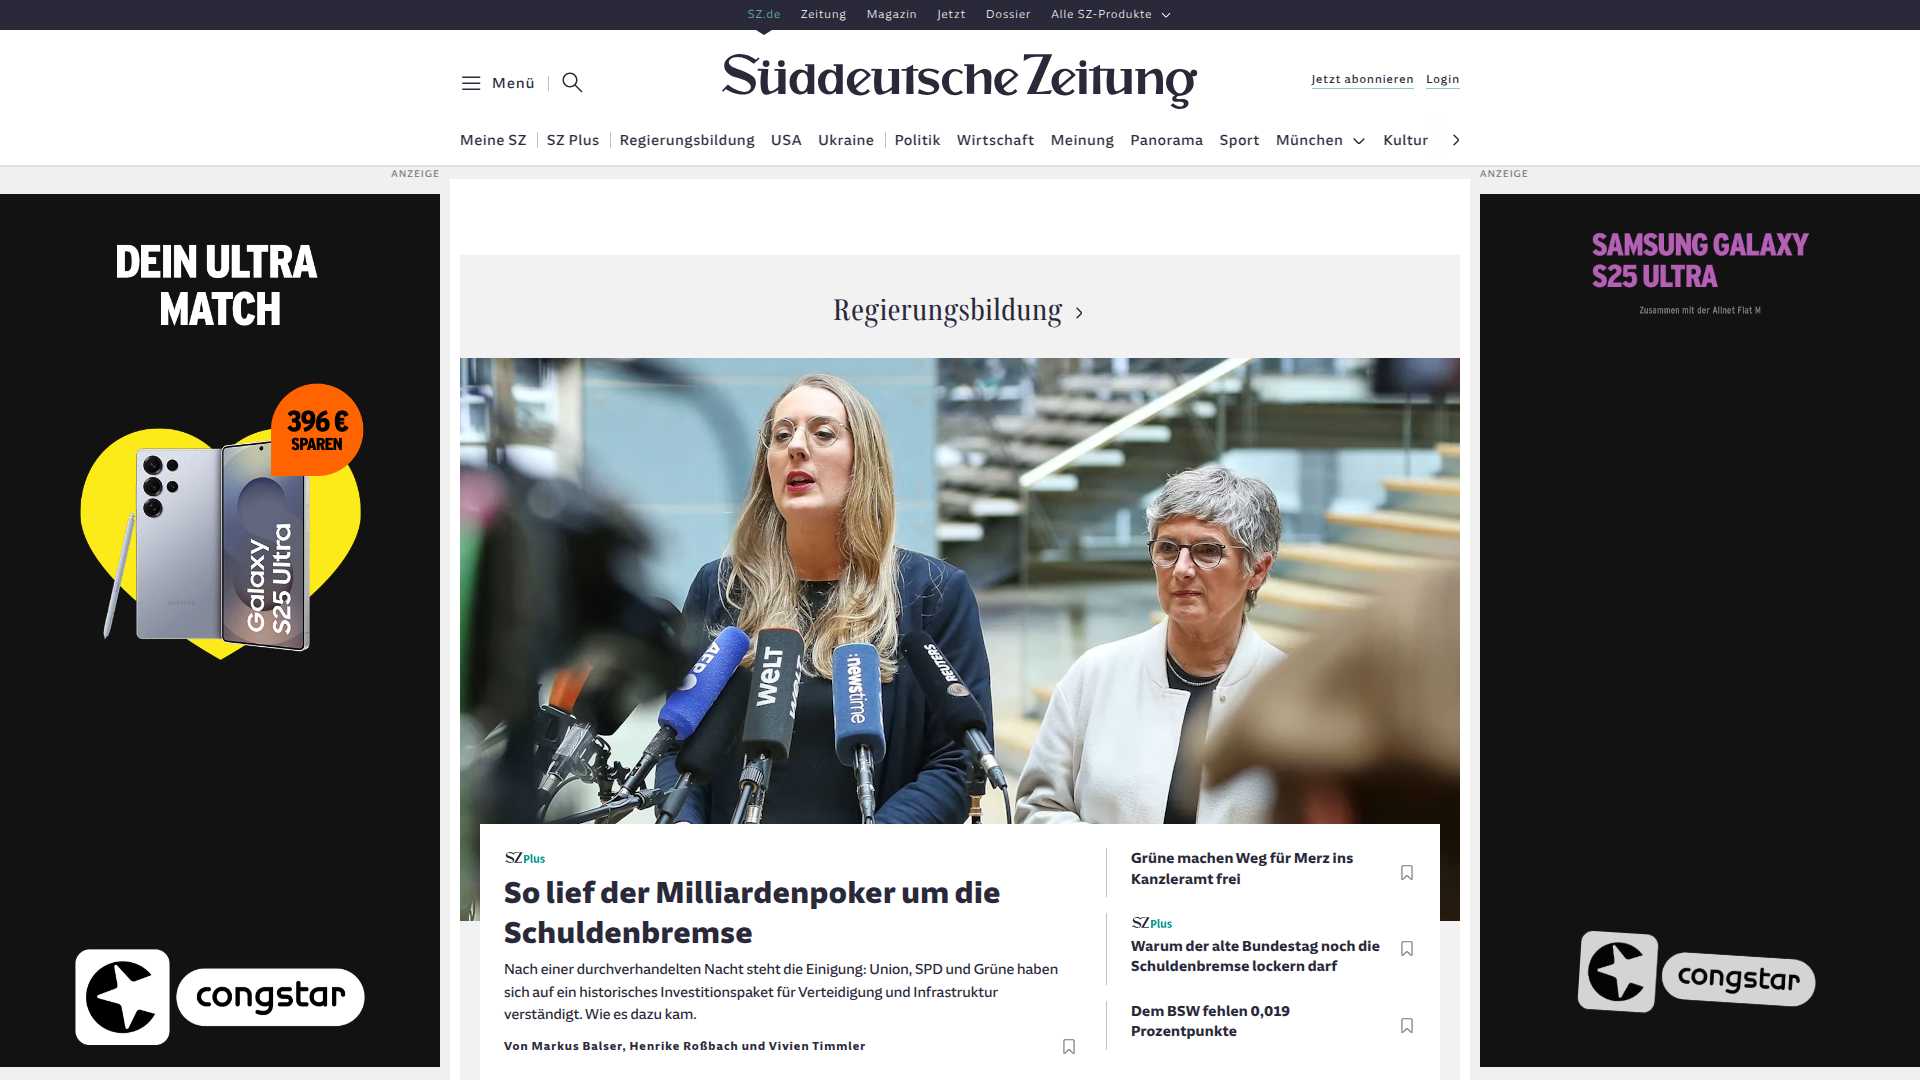 SZ.de Zeitung Magazin Jetzt Dossier Alle SZ-Produkte
Menü
Süddeutsche Zeitung
Jetzt abonnieren Login
Meine SZ SZ Plus Regierungsbildung USA Ukraine Politik Wirtschaft Meinung Panorama Sport München Kultur
ANZEIGE
DEIN ULTRA
MATCH
396 €
SPAREN
Galaxy
S25 Ultra
SAMSUNG
congstar
Regierungsbildung
AFP
WELT
WELT
:newstime
REUTERS
SZ Plus
So lief der Milliardenpoker um die
Schuldenbremse
Nach einer durchverhandelten Nacht steht die Einigung: Union, SPD und Grüne haben
sich auf ein historisches Investitionspaket für Verteidigung und Infrastruktur
verständigt. Wie es dazu kam.
Von Markus Balser, Henrike Roßbach und Vivien Timmler
Grüne machen Weg für Merz ins
Kanzleramt frei
SZ Plus
Warum der alte Bundestag noch die
Schuldenbremse lockern darf
Dem BSW fehlen 0,019
Prozentpunkte
ANZEIGE
SAMSUNG GALAXY
S25 ULTRA
Zusammen mit der Allnet Flat M
congstar